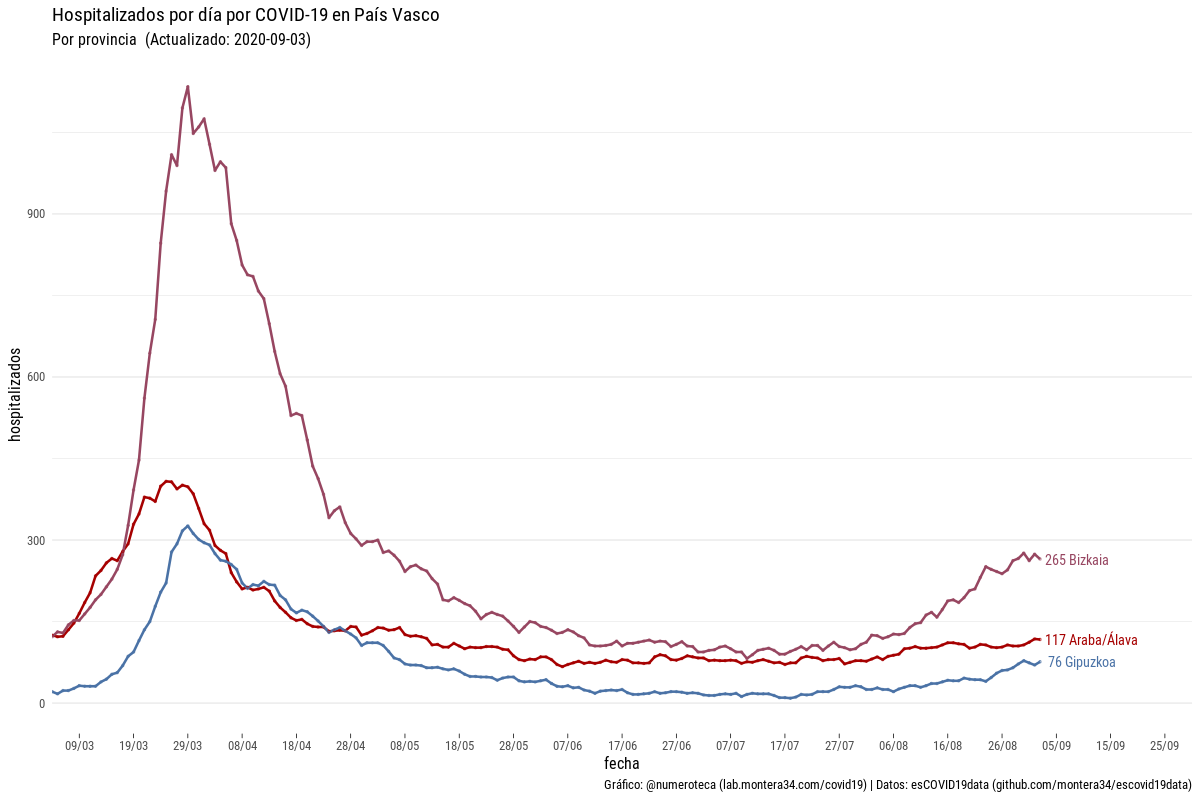 Hospitalizados por día por COVID-19 en País Vasco
Por provincia (Actualizado: 2020-09-03)
hospitalizados
900
600
300
0
265 Bizkaia
117 Araba/Álava
76 Gipuzkoa
09/03 19/03 29/03 08/04 18/04 28/04 08/05 18/05 28/05 07/06 17/06 27/06 07/07 17/07 27/07 06/08 16/08 26/08 05/09 15/09 25/09
fecha
Gráfico: @numeroteca (lab.montera34.com/covid19) | Datos: esCOVID19data (github.com/montera34/escovid19data)